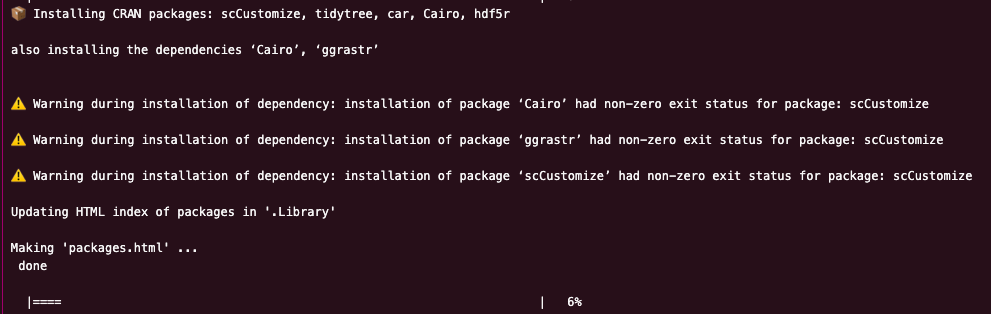 📦 Installing CRAN packages: scCustomize, tidytree, car, Cairo, hdf5r
also installing the dependencies ‘Cairo’, ‘ggrastr’
⚠️ Warning during installation of dependency: installation of package ‘Cairo’ had non-zero exit status for package: scCustomize
⚠️ Warning during installation of dependency: installation of package ‘ggrastr’ had non-zero exit status for package: scCustomize
⚠️ Warning during installation of dependency: installation of package ‘scCustomize’ had non-zero exit status for package: scCustomize
Updating HTML index of packages in '.Library'
Making 'packages.html' ...
 done
|==== | 6%